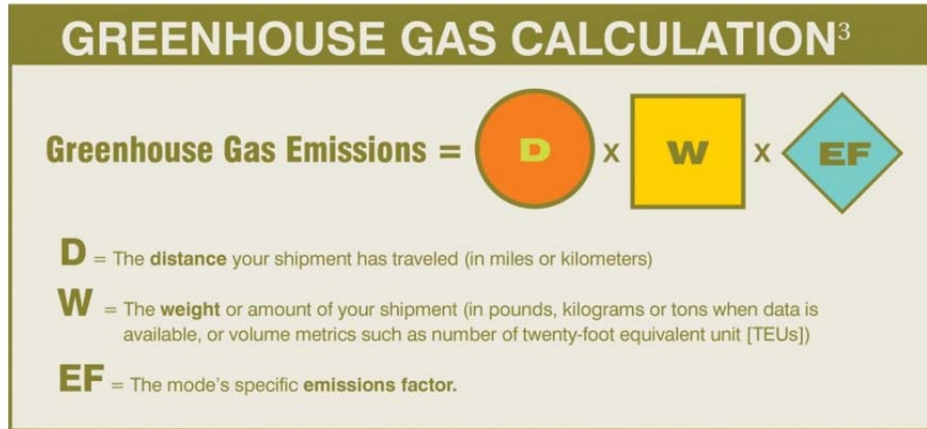 GREENHOUSE GAS CALCULATION³
Greenhouse Gas Emissions = D x W x EF
D = The distance your shipment has traveled (in miles or kilometers)
W = The weight or amount of your shipment (in pounds, kilograms or tons when data is
available, or volume metrics such as number of twenty-foot equivalent unit [TEUs])
EF = The mode's specific emissions factor.